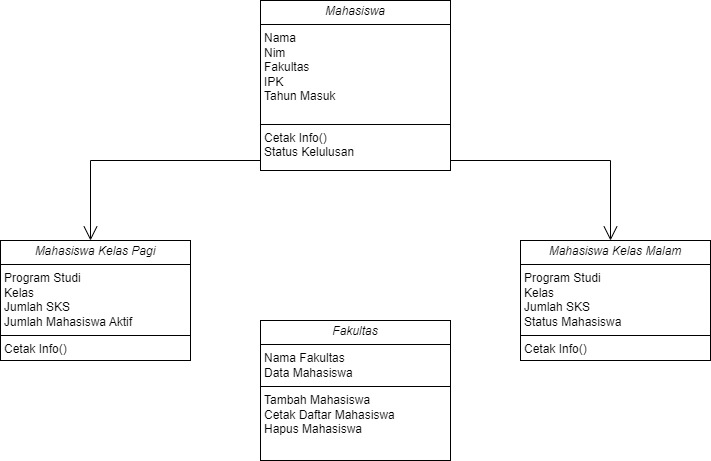 Mahasiswa
Nama
Nim
Fakultas
IPK
Tahun Masuk
Cetak Info()
Status Kelulusan
Mahasiswa Kelas Pagi
Program Studi
Kelas
Jumlah SKS
Jumlah Mahasiswa Aktif
Cetak Info()
Mahasiswa Kelas Malam
Program Studi
Kelas
Jumlah SKS
Status Mahasiswa
Cetak Info()
Fakultas
Nama Fakultas
Data Mahasiswa
Tambah Mahasiswa
Cetak Daftar Mahasiswa
Hapus Mahasiswa